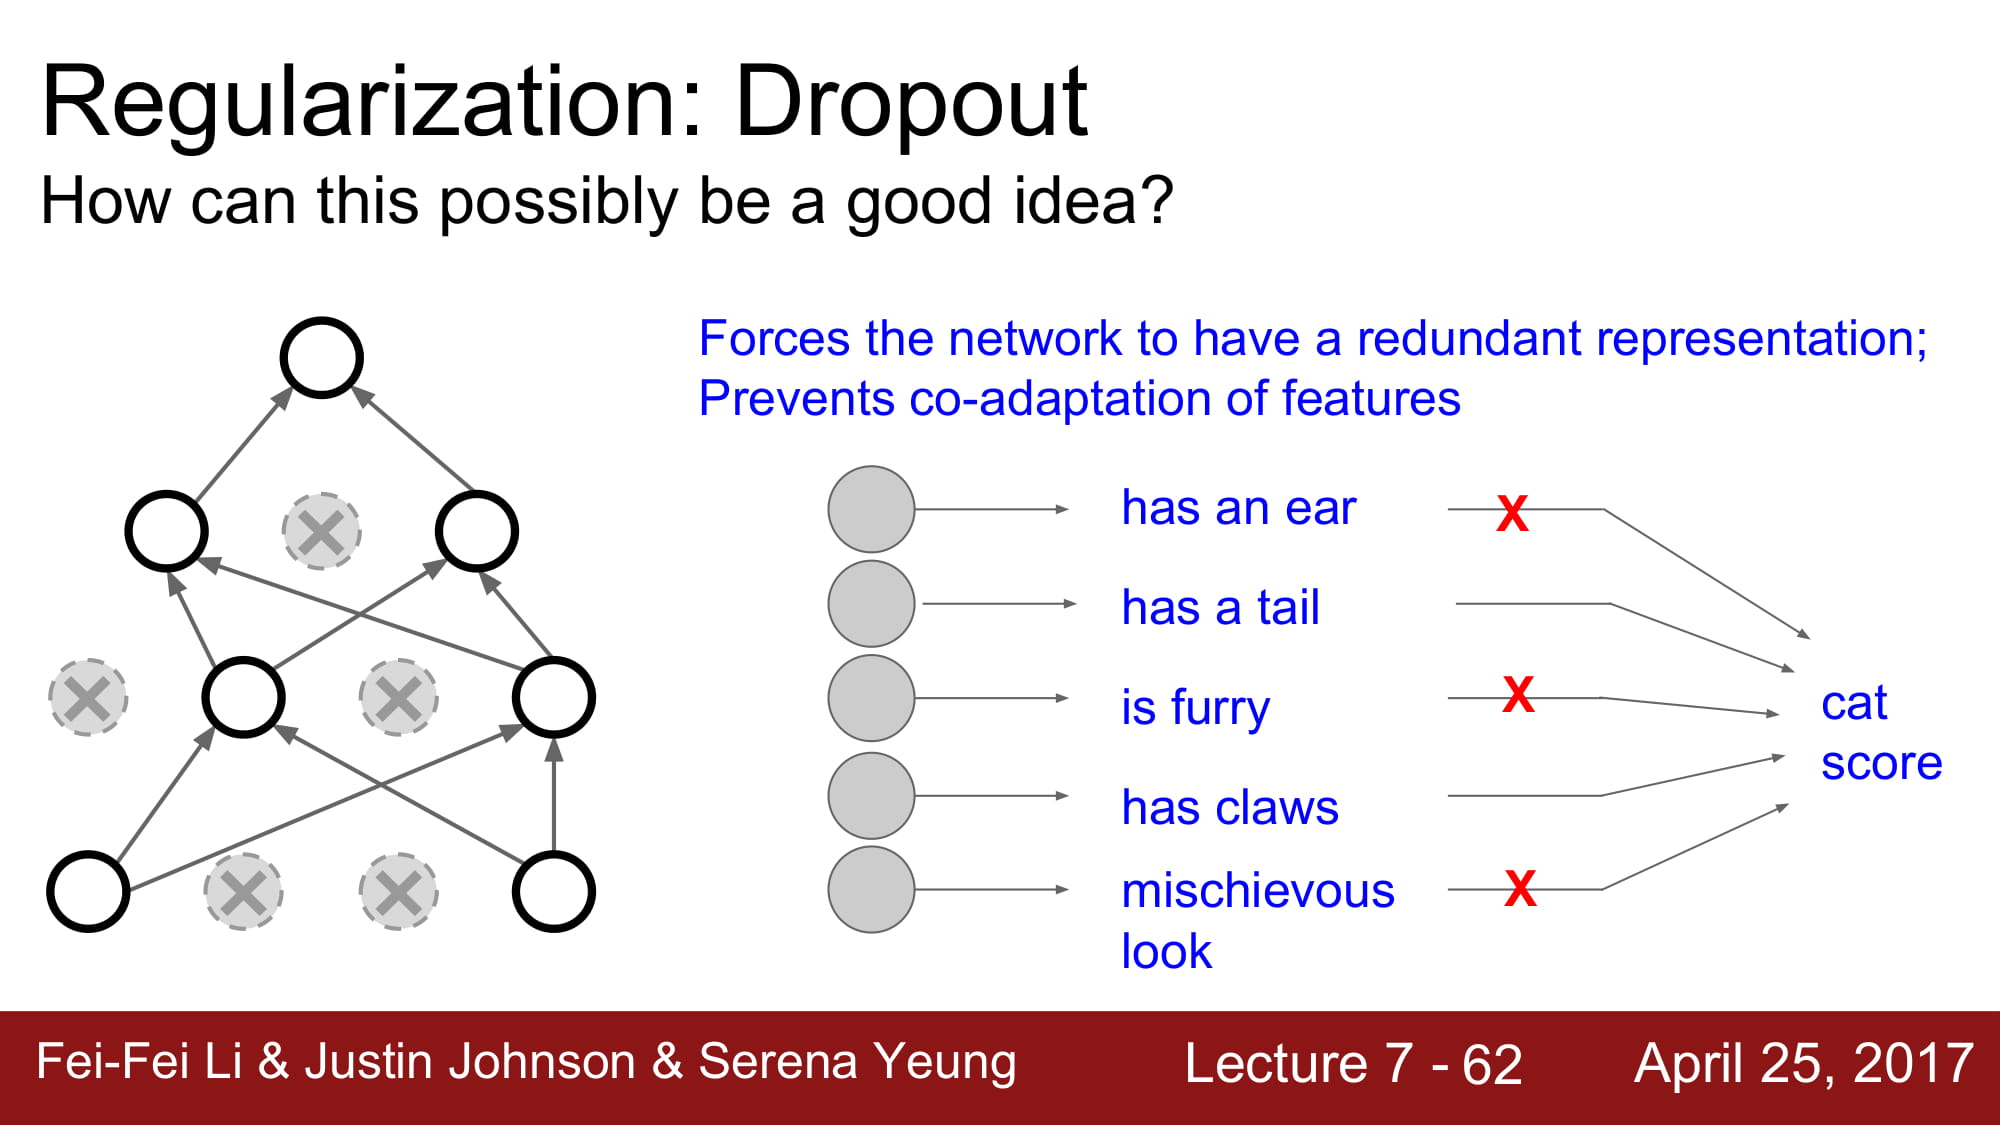 Regularization: Dropout
How can this possibly be a good idea?
Forces the network to have a redundant representation;
Prevents co-adaptation of features
has an ear
X
has a tail
is furry
X
has claws
mischievous
look
X
cat
score
Fei-Fei Li & Justin Johnson & Serena Yeung
Lecture 7 - 62
April 25, 2017